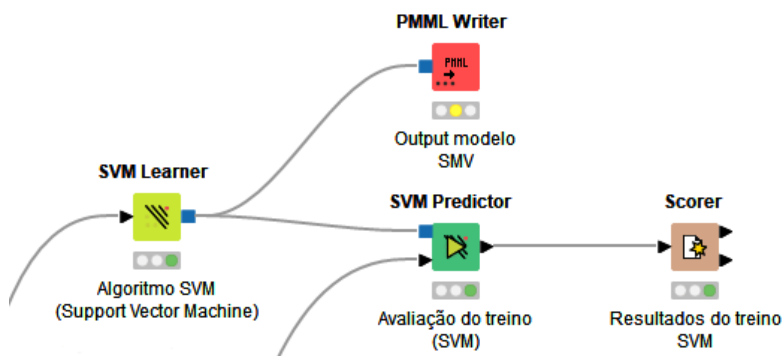 PMML Writer
PMML
Output modelo
SMV
SVM Learner
Algoritmo SVM
(Support Vector Machine)
SVM Predictor
Avaliação do treino
(SVM)
Scorer
Resultados do treino
SVM